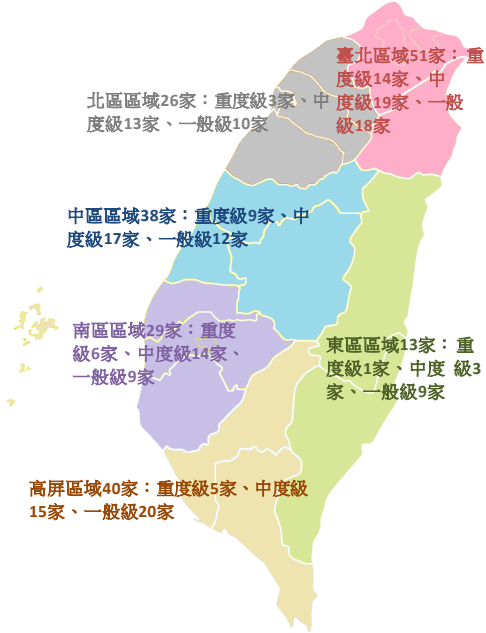 臺北區域51家：重
度級14家、中
度級19家、一般
級18家
北區區域26家：重度級3家、中
度級13家、一般級10家
中區區域38家：重度級9家、中
度級17家、一般級12家
南區區域29家：重度
級6家、中度級14家、
一般級9家
東區區域13家：重
度級1家、中度 級3
家、一般級9家
高屏區域40家：重度級5家、中度級
15家、一般級20家